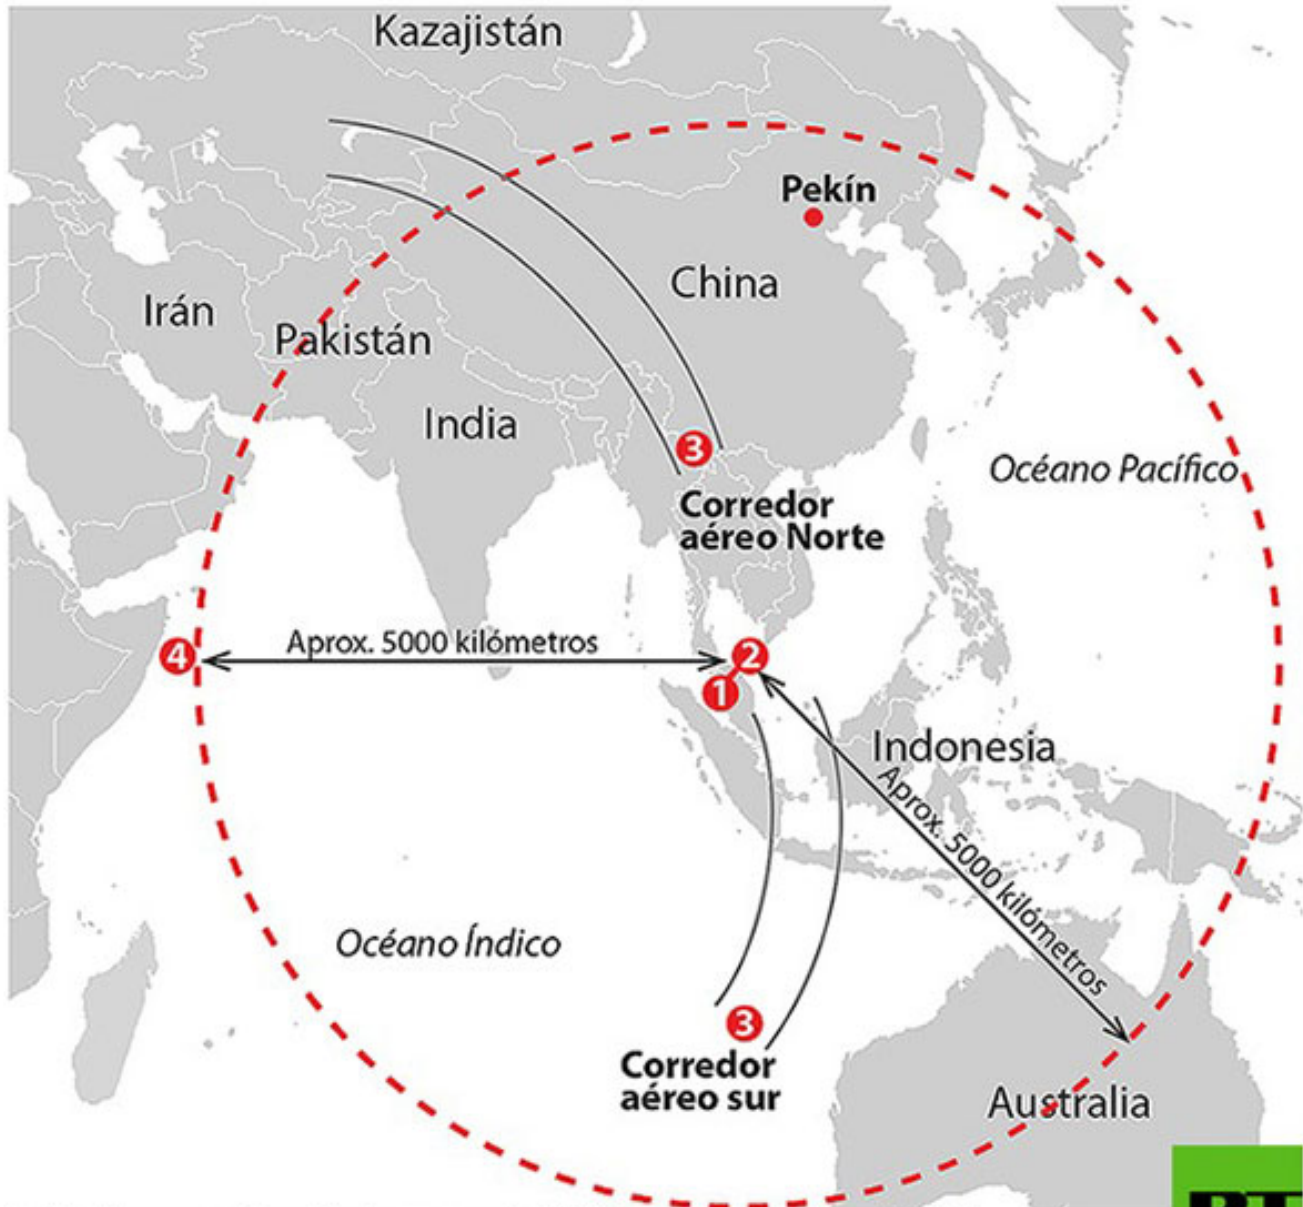 Kazajistán
Pekín
China
Irán
Pakistán
India
Océano Pacífico
3
Corredor
aéreo Norte
Aprox. 5000 kilómetros
4
2
1
Indonesia
Aprox. 5000 kilómetros
Océano Índico
3
Corredor
aéreo sur
Australia